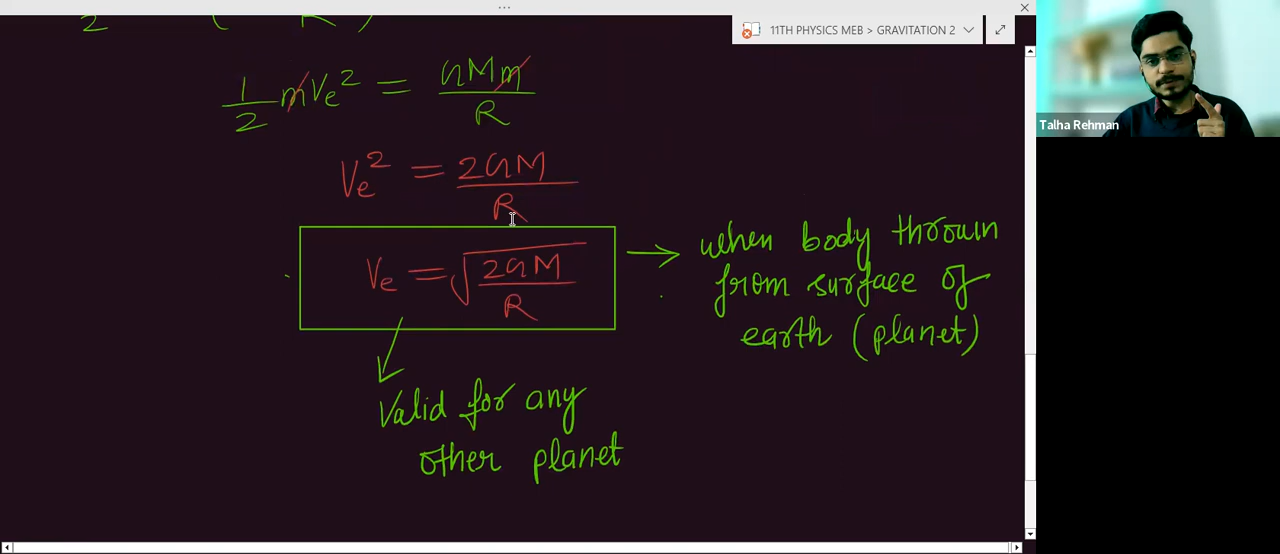 11TH PHYSICS MEB > GRAVITATION 2
Talha Rehman
1/2 mVe² = GMm/R
Ve² = 2GM/R
Ve = √(2GM/R)
when body thrown
from surface of
earth (planet)
Valid for any
other planet